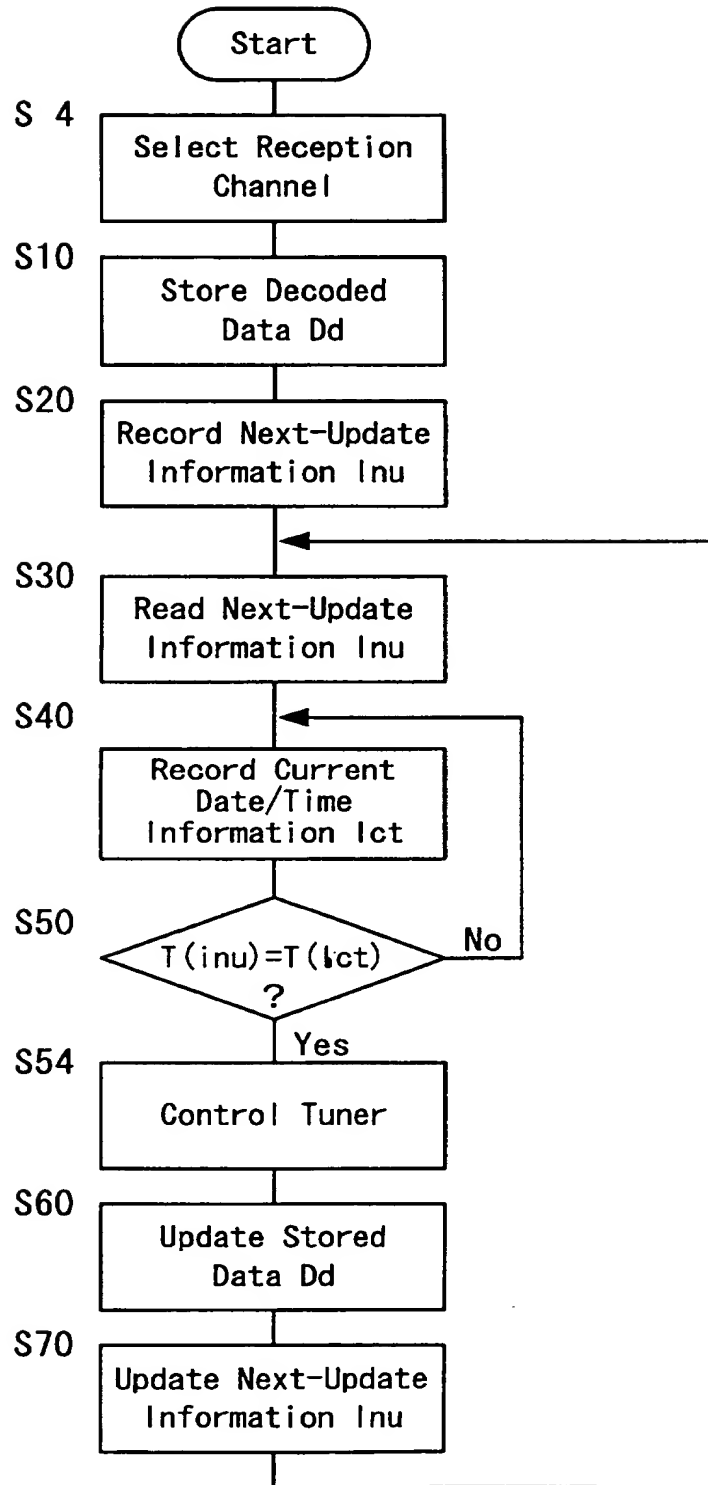 Start
S 4
Select Reception
Channel
S10
Store Decoded
Data Dd
S20
Record Next-Update
Information Inu
S30
Read Next-Update
Information Inu
S40
Record Current
Date/Time
Information Ict
S50
T(inu)=T(Ict)
?
No
Yes
S54
Control Tuner
S60
Update Stored
Data Dd
S70
Update Next-Update
Information Inu